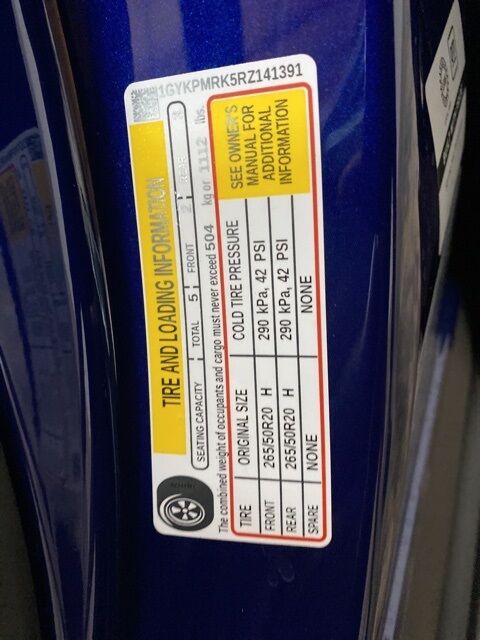 1GYKPMRK5RZ141391
TIRE AND LOADING INFORMATION
SEATING CAPACITY TOTAL 5 FRONT 2 REAR 3
The combined weight of occupants and cargo must never exceed 504 kg or 1112 lbs.
TIRE ORIGINAL SIZE COLD TIRE PRESSURE
FRONT 265/50R20 H 290 kPa, 42 PSI
REAR 265/50R20 H 290 kPa, 42 PSI
SPARE NONE NONE
SEE OWNER'S
MANUAL FOR
ADDITIONAL
INFORMATION